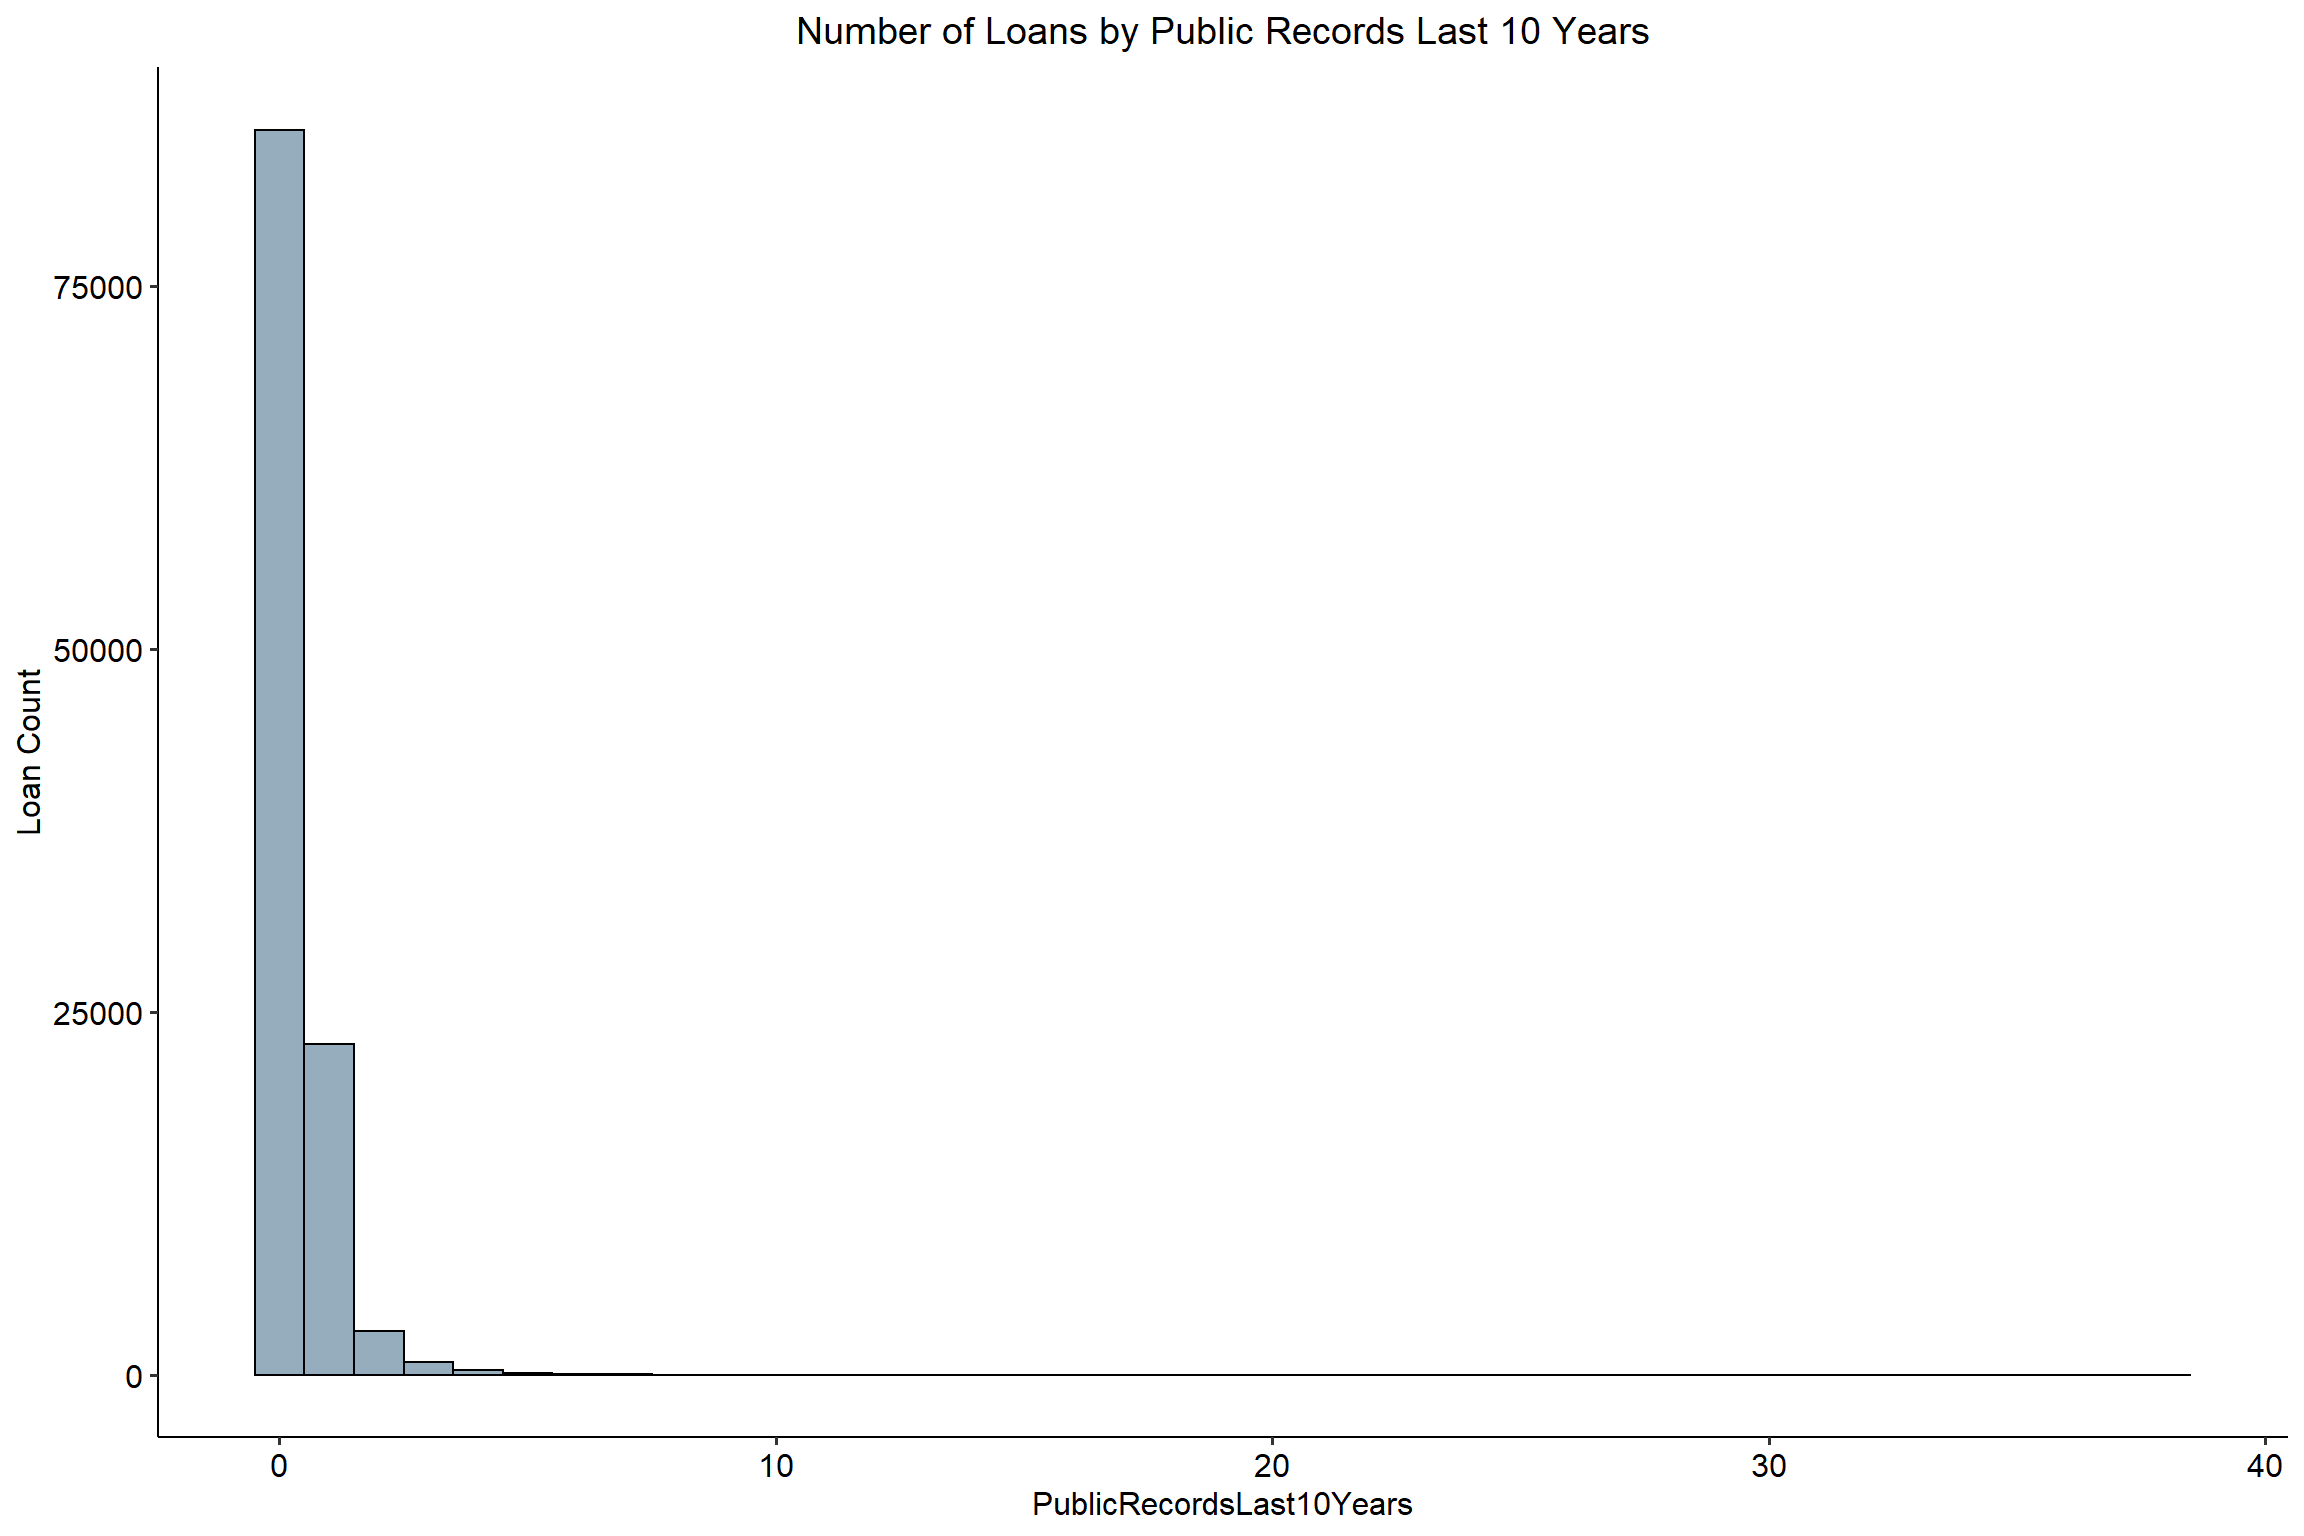 Number of Loans by Public Records Last 10 Years
75000
50000
25000
0
Loan Count
0 10 20 30 40
PublicRecordsLast10Years